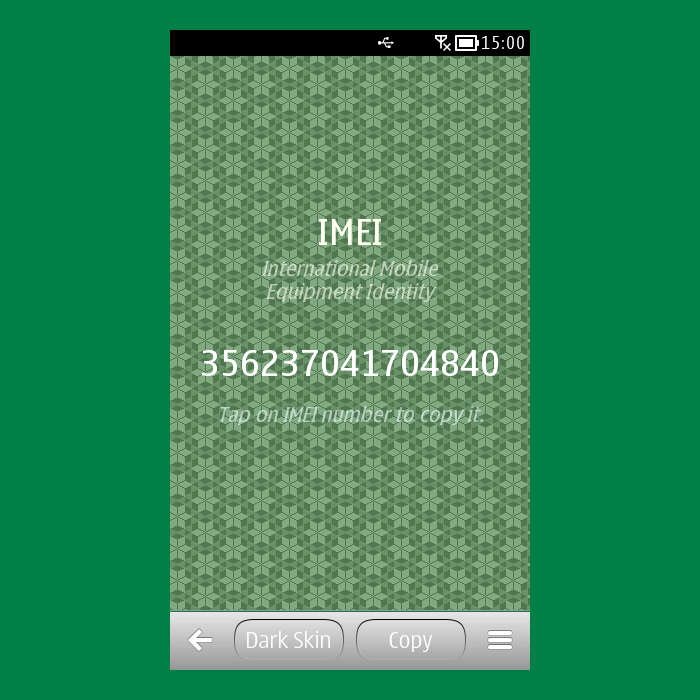 15:00
IMEI
International Mobile
Equipment Identity
356237041704840
Tap on IMEI number to copy it.
Dark Skin
Copy